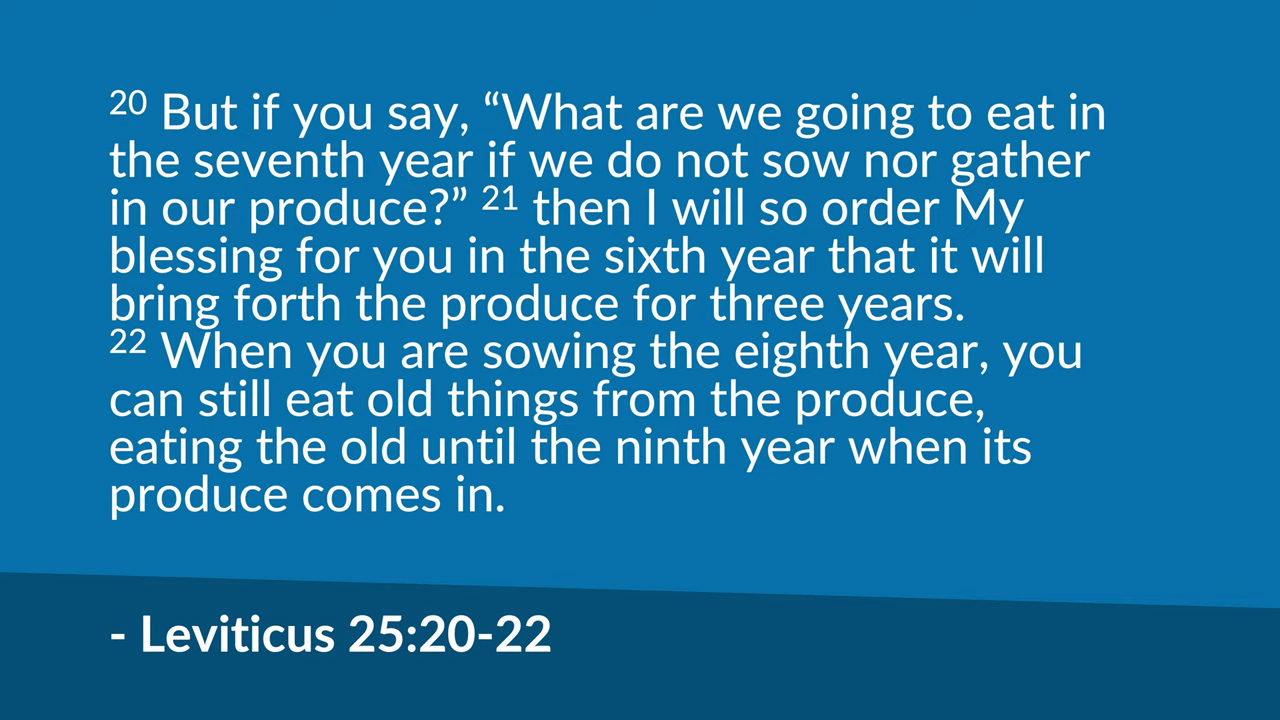 20 But if you say, “What are we going to eat in
the seventh year if we do not sow nor gather
in our produce?” 21 then I will so order My
blessing for you in the sixth year that it will
bring forth the produce for three years.
22 When you are sowing the eighth year, you
can still eat old things from the produce,
eating the old until the ninth year when its
produce comes in.
- Leviticus 25:20-22